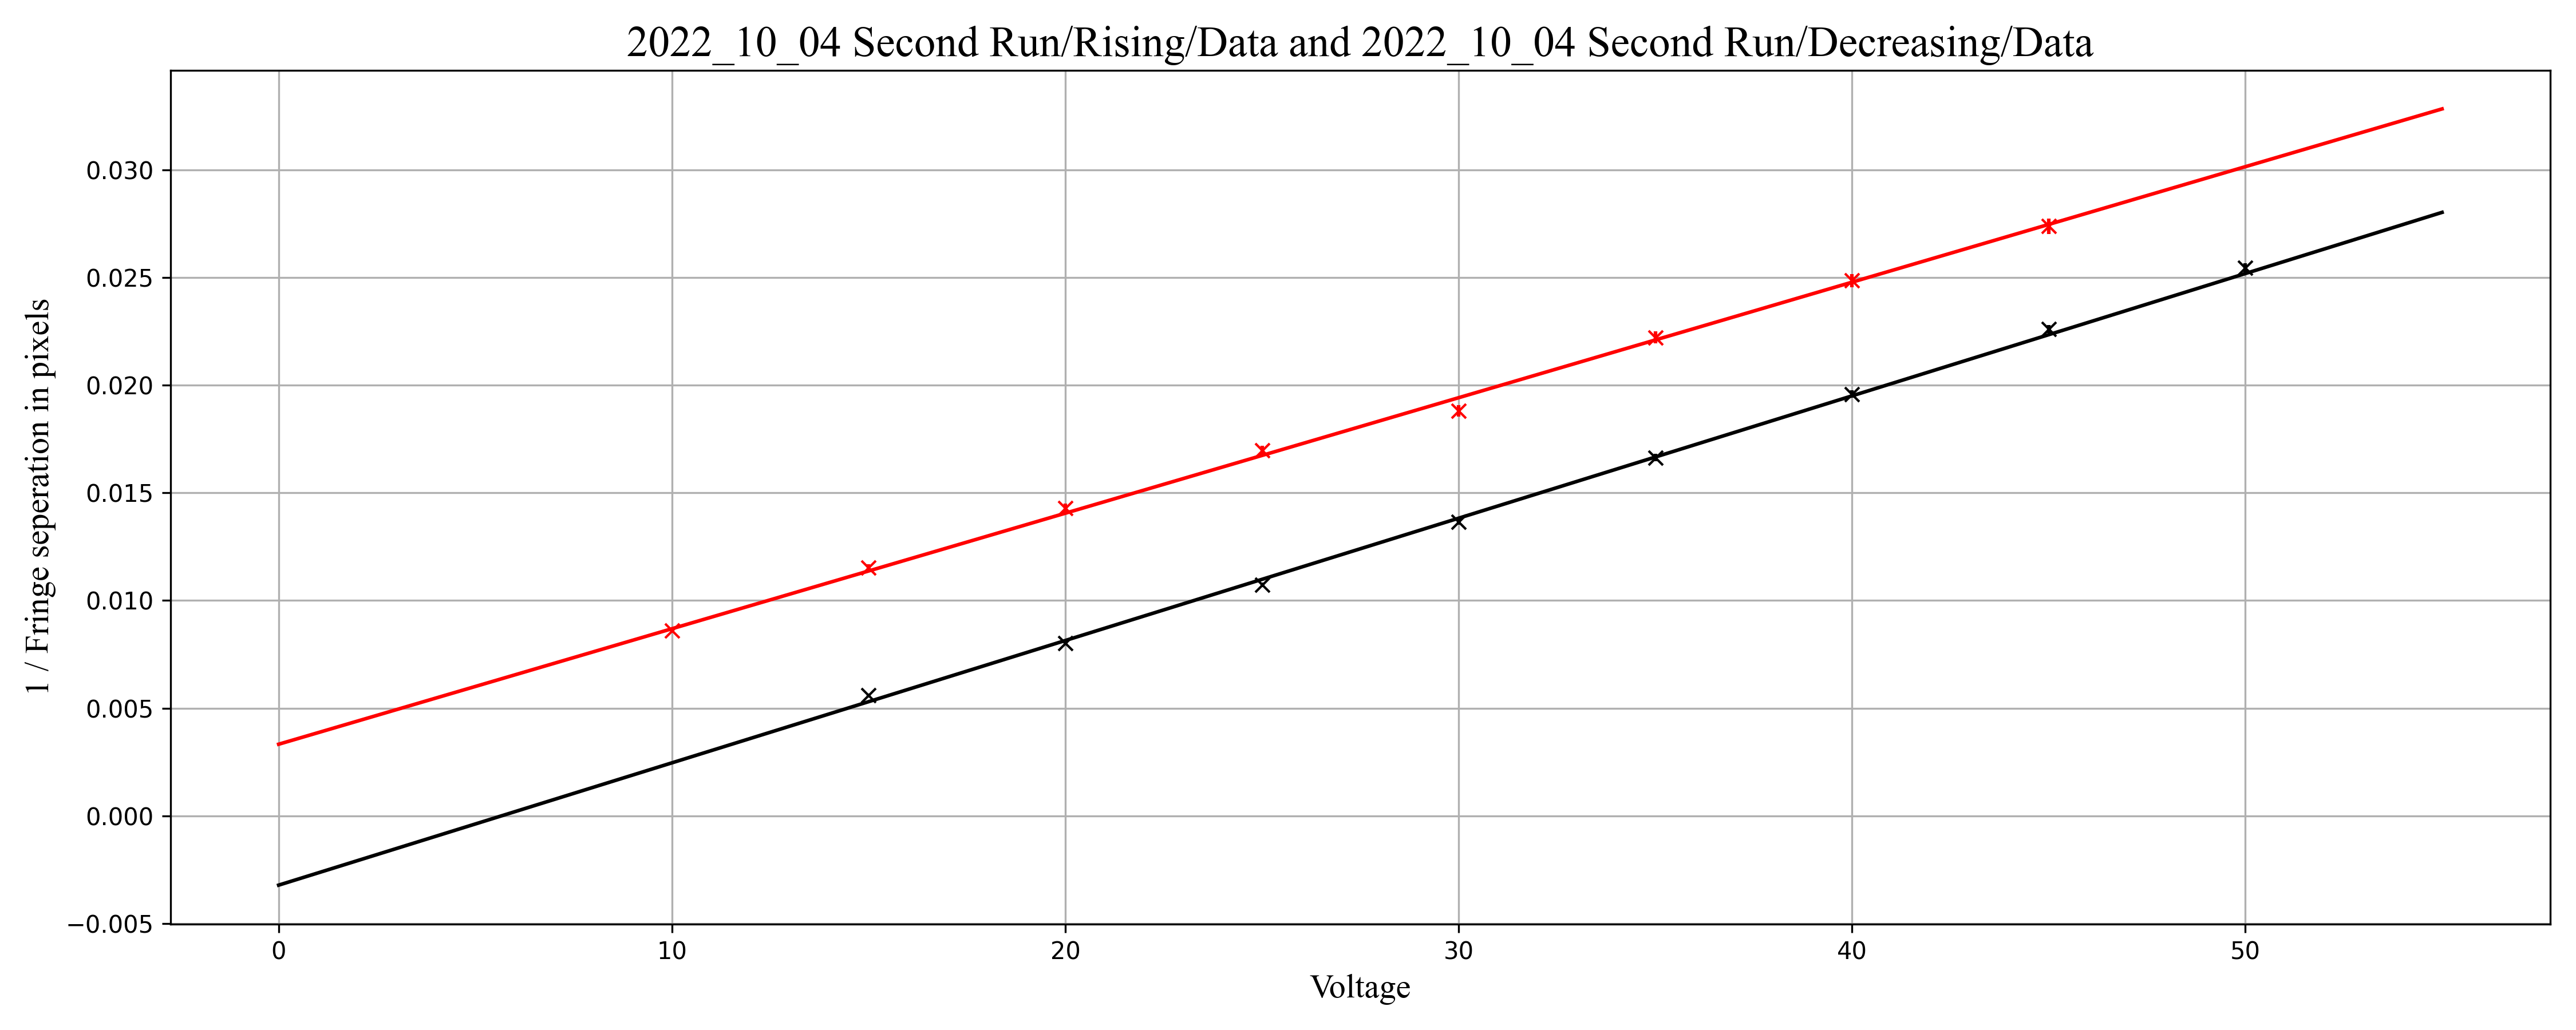 2022_10_04 Second Run/Rising/Data and 2022_10_04 Second Run/Decreasing/Data
1 / Fringe seperation in pixels
0.030
0.025
0.020
0.015
0.010
0.005
0.000
−0.005
0 10 20 30 40 50
Voltage